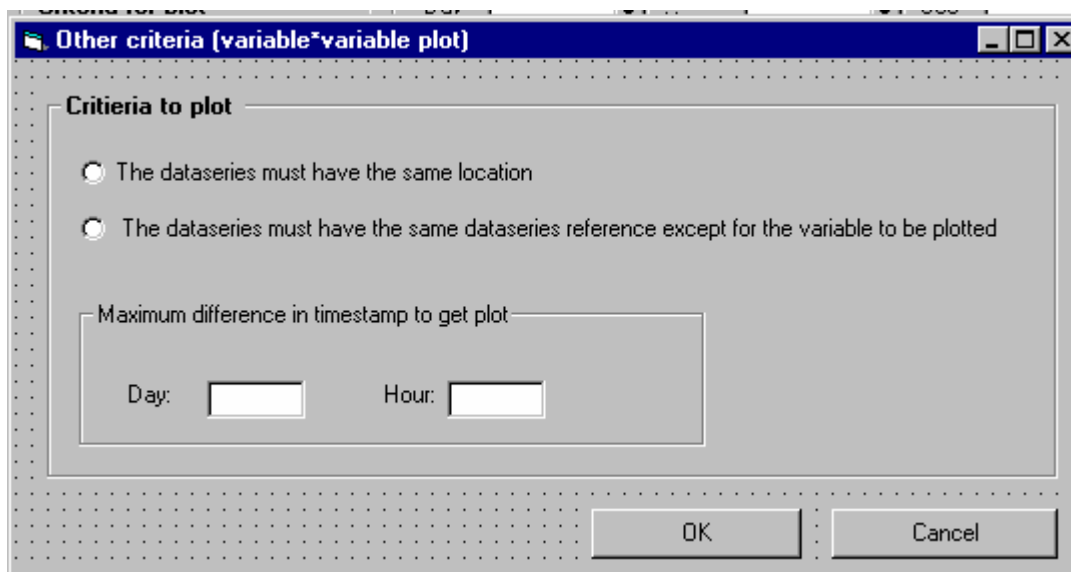 Other criteria (variable*variable plot)
Critieria to plot
The dataseries must have the same location
The dataseries must have the same dataseries reference except for the variable to be plotted
Maximum difference in timestamp to get plot
Day: Hour:
OK Cancel